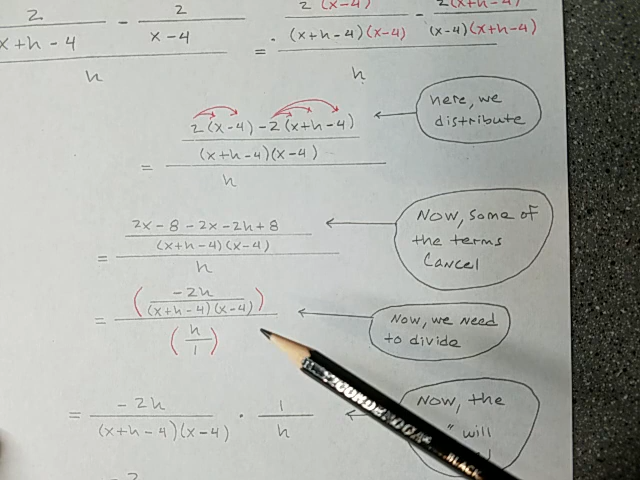 2 2 2 (x-4) 2(x+h-4)
x+h-4 - x-4 = (x+h-4)(x-4) - (x-4)(x+h-4)
h h
2(x-4) -2(x+h-4)
(x+h-4)(x-4)
=
h
here, we
distribute
2x - 8 - 2x - 2h + 8
(x+h-4)(x-4)
=
h
Now, some of
the terms
cancel
( -2h )
(x+h-4)(x-4)
=
( h )
1
Now, we need
to divide
= -2h · 1
(x+h-4)(x-4) h
Now, the
" will
BLACK
-2